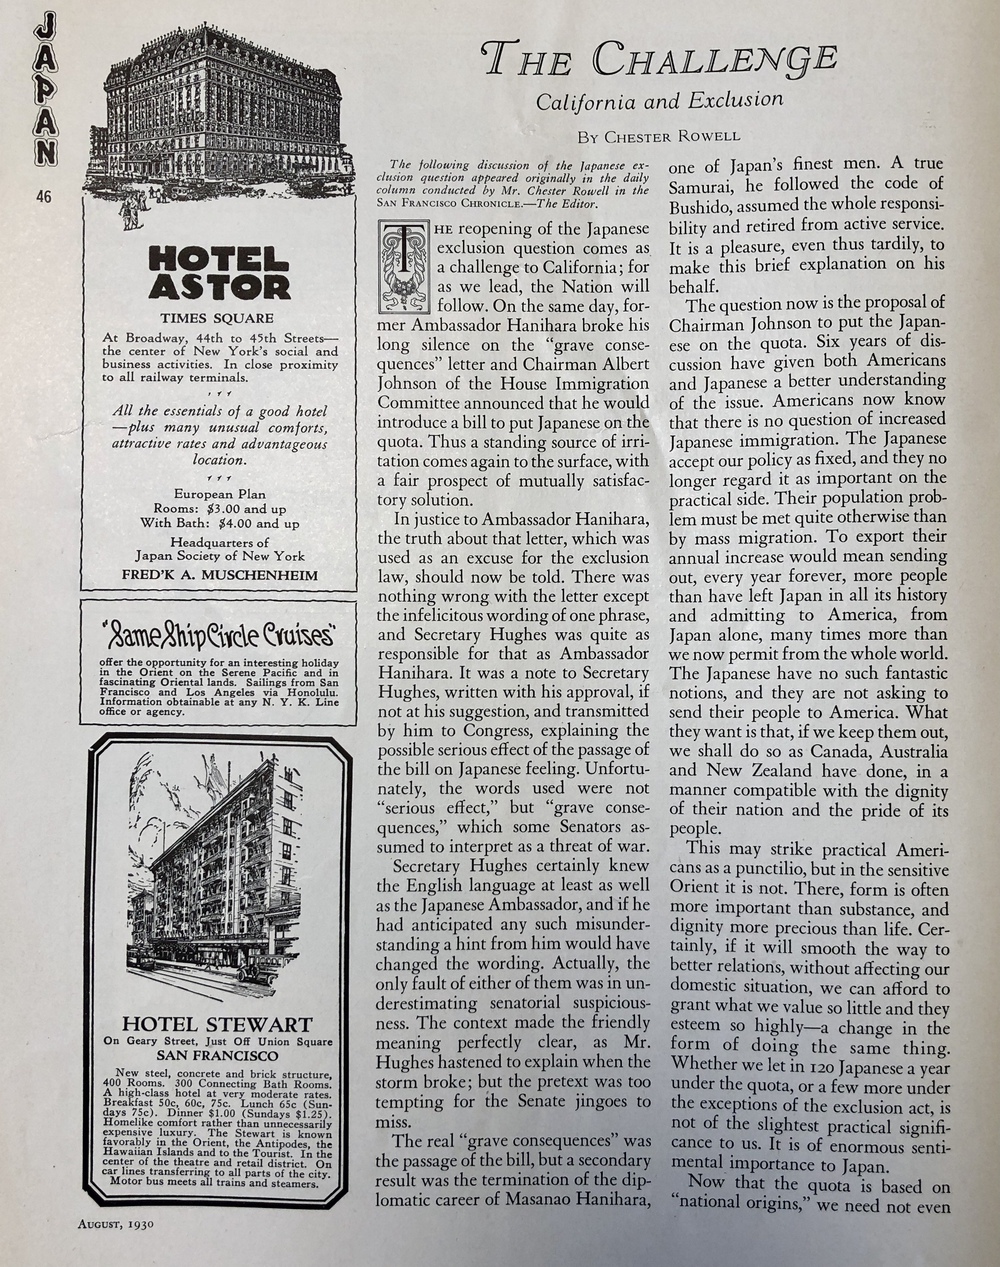 JAPAN
46
HOTEL
ASTOR
TIMES SQUARE
At Broadway, 44th to 45th Streets—
the center of New York's social and
business activities. In close proximity
to all railway terminals.
All the essentials of a good hotel
—plus many unusual comforts,
attractive rates and advantageous
location.
European Plan
Rooms: $3.00 and up
With Bath: $4.00 and up
Headquarters of
Japan Society of New York
FRED'K A. MUSCHENHEIM
"Same Ship Circle Cruises"
offer the opportunity for an interesting holiday
in the Orient on the Serene Pacific and in
fascinating Oriental lands. Sailings from San
Francisco and Los Angeles via Honolulu.
Information obtainable at any N. Y. K. Line
office or agency.
HOTEL STEWART
On Geary Street, Just Off Union Square
SAN FRANCISCO
New steel, concrete and brick structure,
400 Rooms. 300 Connecting Bath Rooms.
A high-class hotel at very moderate rates.
Breakfast 50c, 60c, 75c. Lunch 65c (Sun-
days 75c). Dinner $1.00 (Sundays $1.25).
Homelike comfort rather than unnecessarily
expensive luxury. The Stewart is known
favorably in the Orient, the Antipodes, the
Hawaiian Islands and to the Tourist. In the
center of the theatre and retail district. On
car lines transferring to all parts of the city.
Motor bus meets all trains and steamers.
August, 1930
The Challenge
California and Exclusion
By Chester Rowell
The following discussion of the Japanese ex-
clusion question appeared originally in the daily
column conducted by Mr. Chester Rowell in the
San Francisco Chronicle.—The Editor.
The reopening of the Japanese
exclusion question comes as
a challenge to California; for
as we lead, the Nation will
follow. On the same day, for-
mer Ambassador Hanihara broke his
long silence on the "grave conse-
quences" letter and Chairman Albert
Johnson of the House Immigration
Committee announced that he would
introduce a bill to put Japanese on the
quota. Thus a standing source of irri-
tation comes again to the surface, with
a fair prospect of mutually satisfac-
tory solution.
In justice to Ambassador Hanihara,
the truth about that letter, which was
used as an excuse for the exclusion
law, should now be told. There was
nothing wrong with the letter except
the infelicitous wording of one phrase,
and Secretary Hughes was quite as
responsible for that as Ambassador
Hanihara. It was a note to Secretary
Hughes, written with his approval, if
not at his suggestion, and transmitted
by him to Congress, explaining the
possible serious effect of the passage of
the bill on Japanese feeling. Unfortu-
nately, the words used were not
"serious effect," but "grave conse-
quences," which some Senators as-
sumed to interpret as a threat of war.
Secretary Hughes certainly knew
the English language at least as well
as the Japanese Ambassador, and if he
had anticipated any such misunder-
standing a hint from him would have
changed the wording. Actually, the
only fault of either of them was in un-
derestimating senatorial suspicious-
ness. The context made the friendly
meaning perfectly clear, as Mr.
Hughes hastened to explain when the
storm broke; but the pretext was too
tempting for the Senate jingoes to
miss.
The real "grave consequences" was
the passage of the bill, but a secondary
result was the termination of the dip-
lomatic career of Masanao Hanihara,
one of Japan's finest men. A true
Samurai, he followed the code of
Bushido, assumed the whole responsi-
bility and retired from active service.
It is a pleasure, even thus tardily, to
make this brief explanation on his
behalf.
The question now is the proposal of
Chairman Johnson to put the Japan-
ese on the quota. Six years of dis-
cussion have given both Americans
and Japanese a better understanding
of the issue. Americans now know
that there is no question of increased
Japanese immigration. The Japanese
accept our policy as fixed, and they no
longer regard it as important on the
practical side. Their population prob-
lem must be met quite otherwise than
by mass migration. To export their
annual increase would mean sending
out, every year forever, more people
than have left Japan in all its history
and admitting to America, from
Japan alone, many times more than
we now permit from the whole world.
The Japanese have no such fantastic
notions, and they are not asking to
send their people to America. What
they want is that, if we keep them out,
we shall do so as Canada, Australia
and New Zealand have done, in a
manner compatible with the dignity
of their nation and the pride of its
people.
This may strike practical Ameri-
cans as a punctilio, but in the sensitive
Orient it is not. There, form is often
more important than substance, and
dignity more precious than life. Cer-
tainly, if it will smooth the way to
better relations, without affecting our
domestic situation, we can afford to
grant what we value so little and they
esteem so highly—a change in the
form of doing the same thing.
Whether we let in 120 Japanese a year
under the quota, or a few more under
the exceptions of the exclusion act, is
not of the slightest practical signifi-
cance to us. It is of enormous senti-
mental importance to Japan.
Now that the quota is based on
"national origins," we need not even